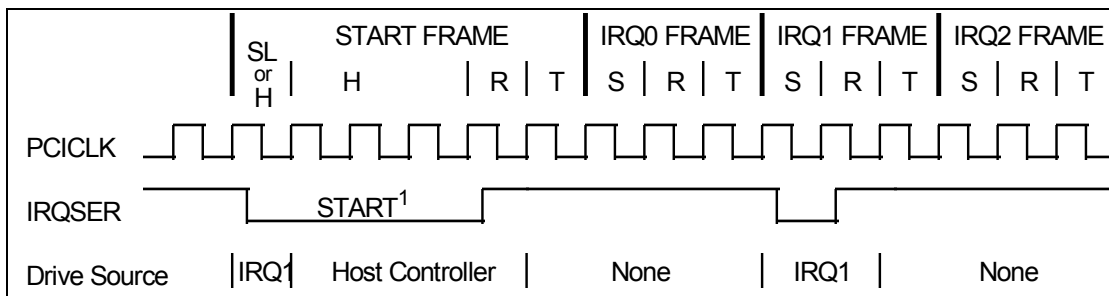 START FRAME IRQ0 FRAME IRQ1 FRAME IRQ2 FRAME
SL
or
H
H R T S R T S R T S R T
PCICLK
IRQSER START1
Drive Source IRQ1 Host Controller None IRQ1 None